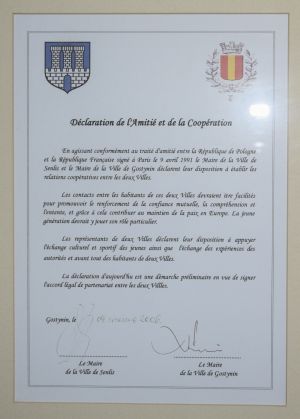 Déclaration de l'Amitié et de la Coopération
En agissant conformément au traité d'amitié entre la République de Pologne
et la République Française signé à Paris le 9 avril 1991 le Maire de la Ville de
Senlis et le Maire de la Ville de Gostynin déclarent leur disposition à établir les
relations coopératives entre les deux Villes.
Les contacts entre les habitants de ces deux Villes devraient être facilités
pour promouvoir le renforcement de la confiance mutuelle, la compréhension et
l'entente, et grâce à cela contribuer au maintien de la paix en Europe. La jeune
génération devrait y jouer son rôle particulier.
Les représentants de deux Villes déclarent leur disposition à appuyer
l'échange culturel et sportif des jeunes ainsi que l'échange des expériences des
autorités et avant tout des habitants de deux Villes.
La déclaration d'aujourd'hui est une démarche préliminaire en vue de signer
l'accord légal de partenariat entre les deux Villes.
Gostynin, le
Le Maire
de la Ville de Senlis
Le Maire
de la Ville de Gostynin